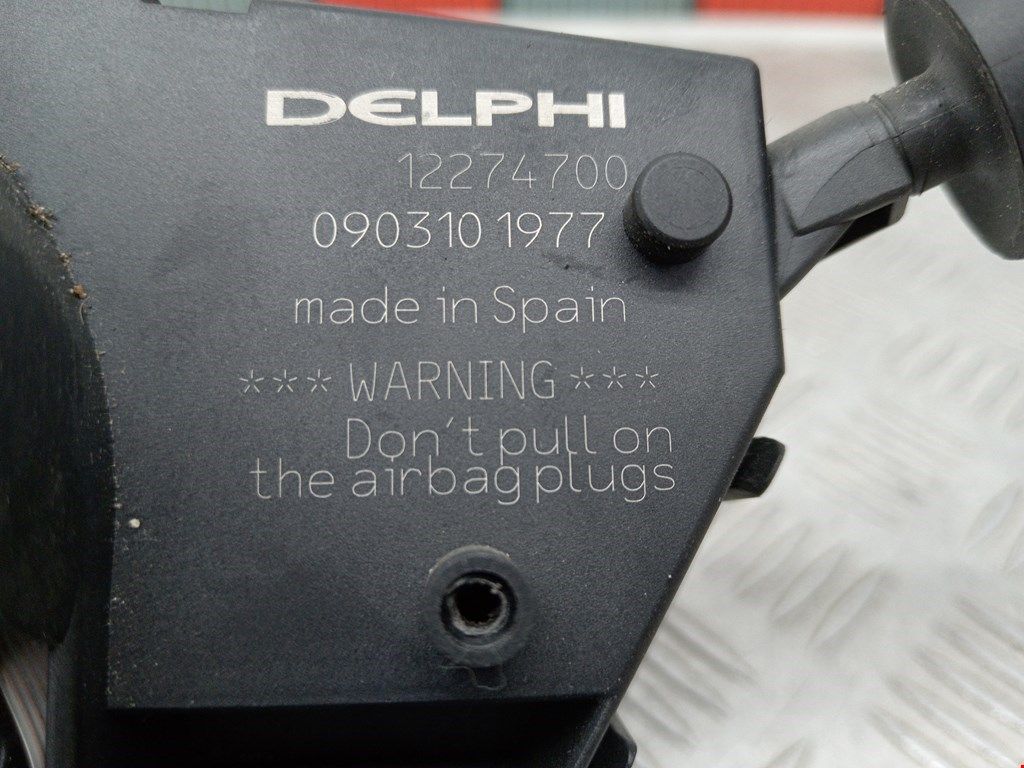 DELPHI
12274700
090310 1977
made in Spain
*** WARNING ***
Don't pull on
the airbag plugs